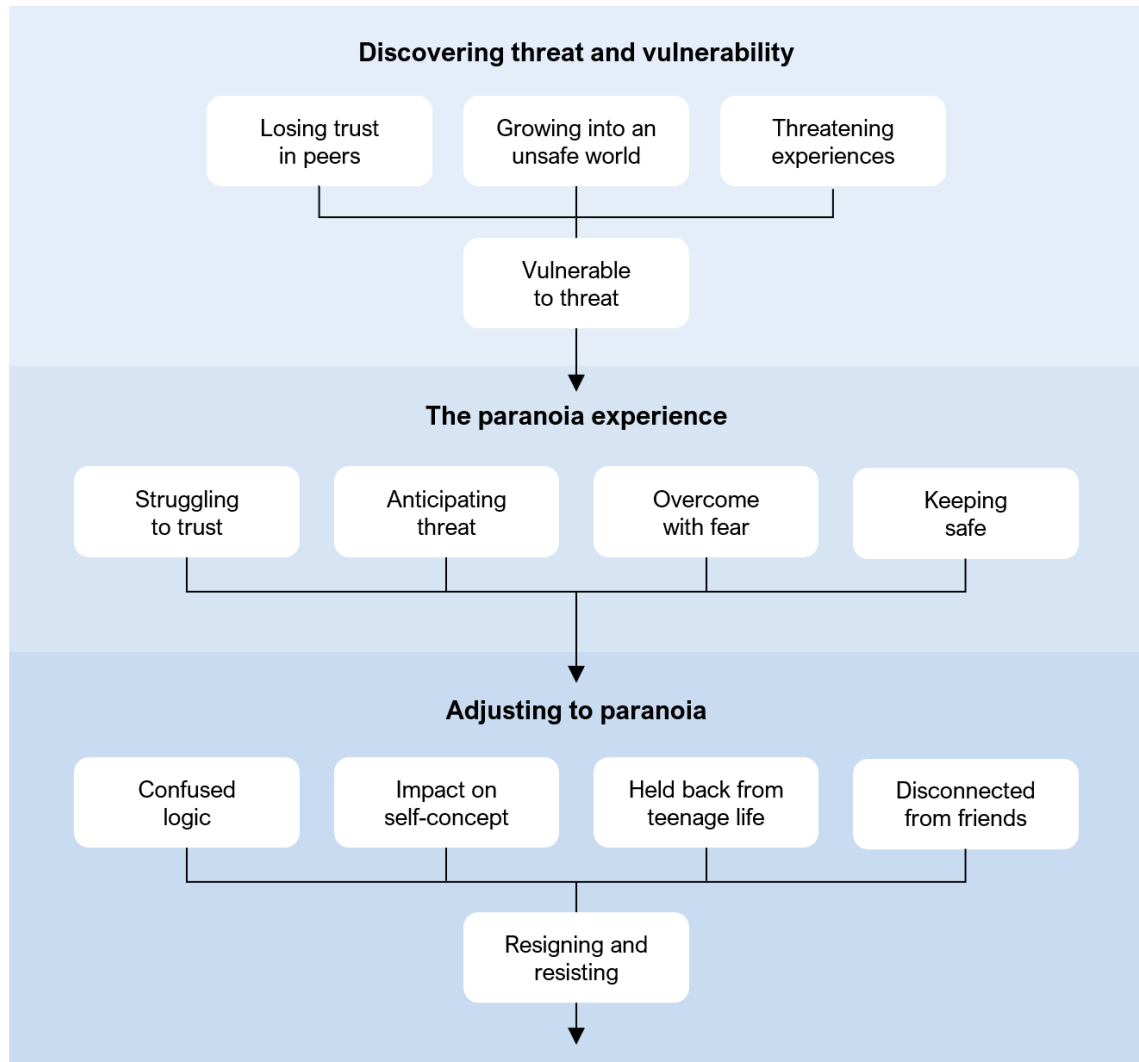 Discovering threat and vulnerability
Losing trust
in peers
Growing into an
unsafe world
Threatening
experiences
Vulnerable
to threat
The paranoia experience
Struggling
to trust
Anticipating
threat
Overcome
with fear
Keeping
safe
Adjusting to paranoia
Confused
logic
Impact on
self-concept
Held back from
teenage life
Disconnected
from friends
Resigning and
resisting